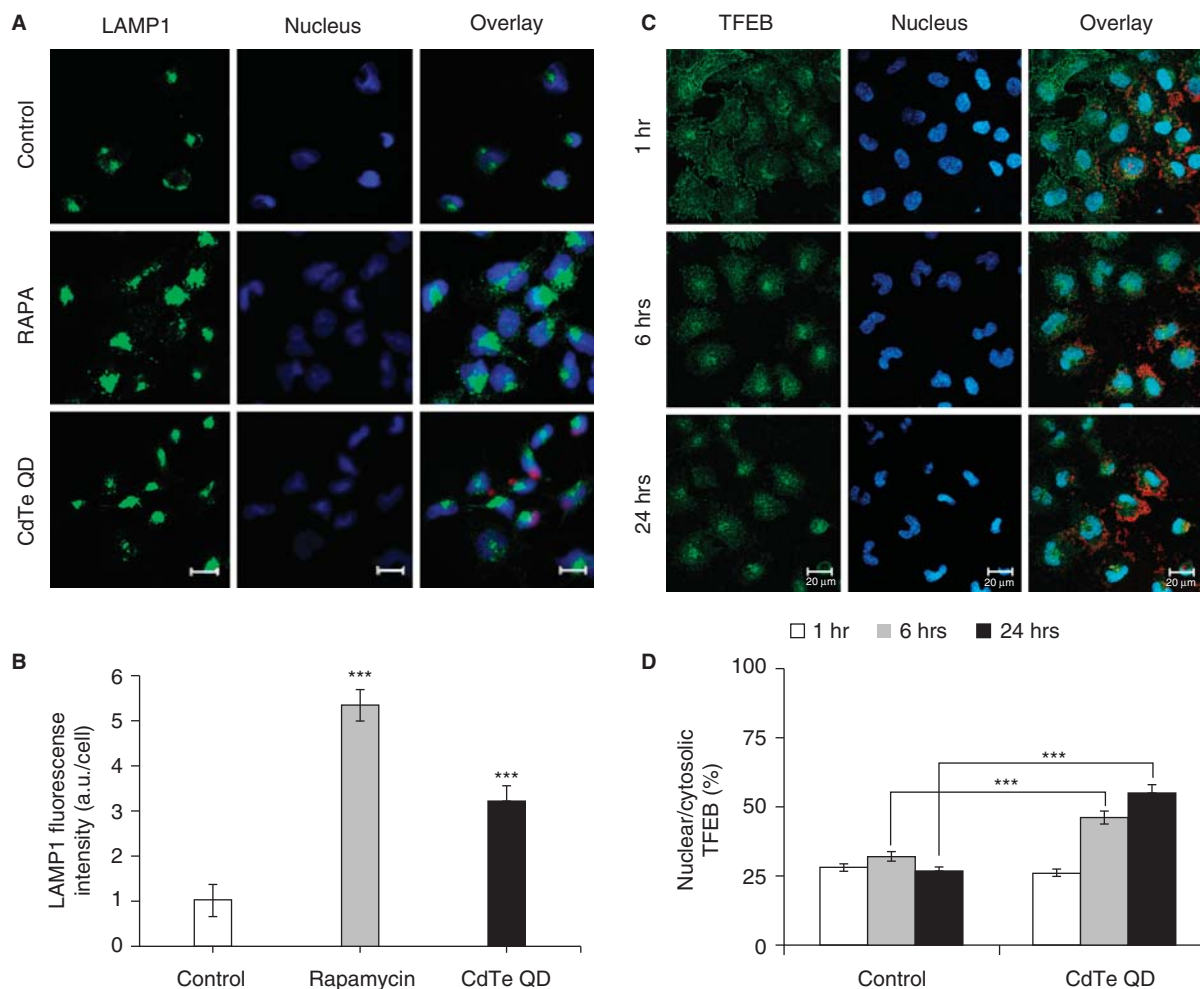 A
LAMP1
Nucleus
Overlay
Control
RAPA
CdTe QD
B
LAMP1 fluorescense
intensity (a.u./cell)
6
5
4
3
2
1
0
***
***
Control
Rapamycin
CdTe QD
C
TFEB
Nucleus
Overlay
1 hr
6 hrs
24 hrs
20 μm
20 μm
20 μm
1 hr
6 hrs
24 hrs
D
Nuclear/cytosolic
TFEB (%)
100
75
50
25
0
***
***
Control
CdTe QD